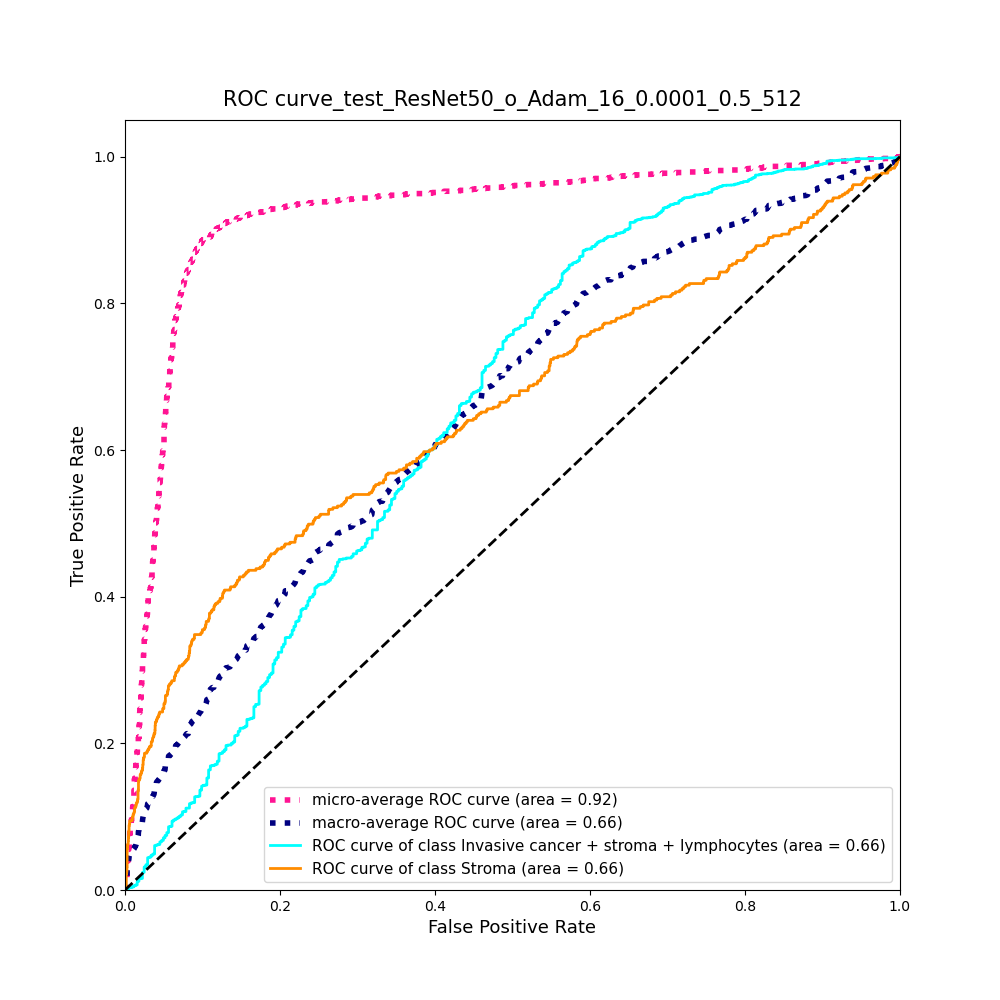 ROC curve_test_ResNet50_o_Adam_16_0.0001_0.5_512
True Positive Rate
1.0
0.8
0.6
0.4
0.2
0.0
micro-average ROC curve (area = 0.92)
macro-average ROC curve (area = 0.66)
ROC curve of class Invasive cancer + stroma + lymphocytes (area = 0.66)
ROC curve of class Stroma (area = 0.66)
0.0 0.2 0.4 0.6 0.8 1.0
False Positive Rate